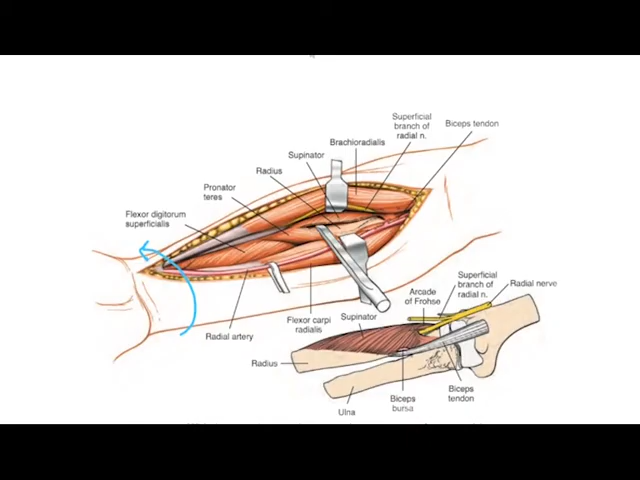 Superficial
branch of
radial n.
Biceps tendon
Brachioradialis
Supinator
Radius
Pronator
teres
Flexor digitorum
superficialis
Radial artery
Flexor carpi
radialis
Supinator
Arcade
of Frohse
Superficial
branch of
radial n.
Radial nerve
Radius
Ulna
Biceps
bursa
Biceps
tendon